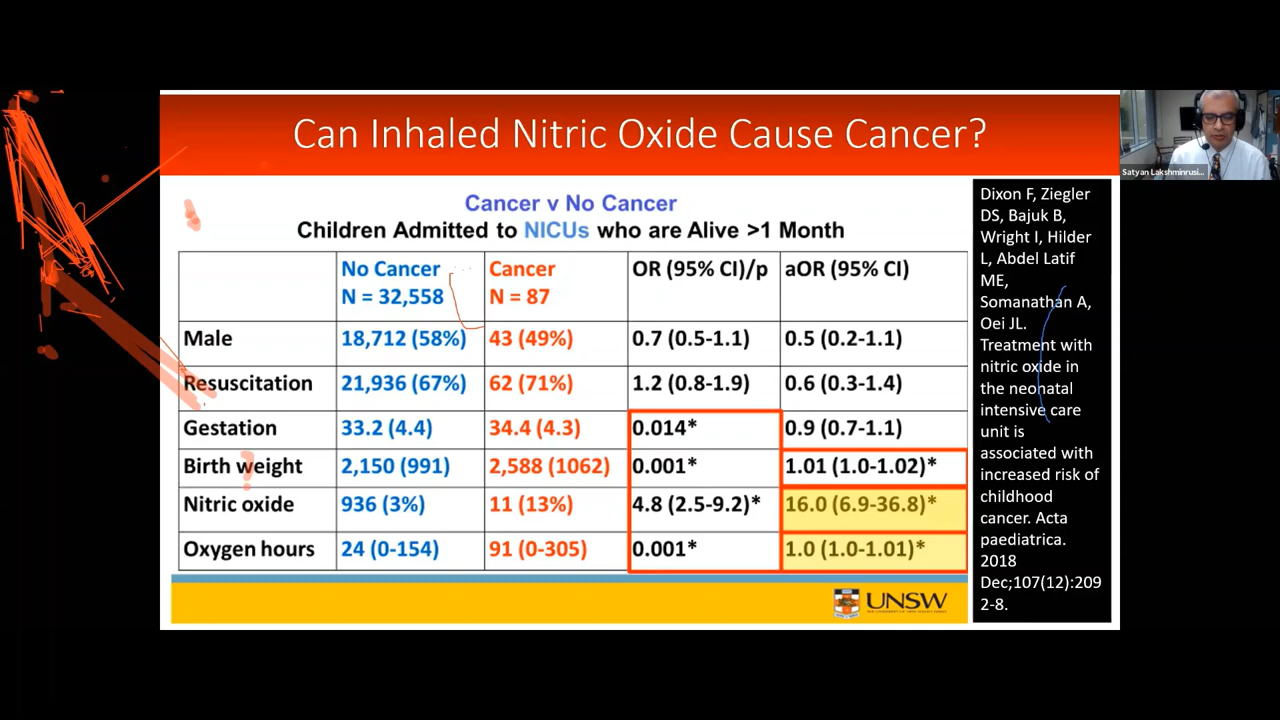 Can Inhaled Nitric Oxide Cause Cancer?
Satyan Lakshminrusi...
Cancer v No Cancer
Children Admitted to NICUs who are Alive >1 Month
No Cancer N = 32,558 Cancer N = 87 OR (95% CI)/p aOR (95% CI)
Male 18,712 (58%) 43 (49%) 0.7 (0.5-1.1) 0.5 (0.2-1.1)
Resuscitation 21,936 (67%) 62 (71%) 1.2 (0.8-1.9) 0.6 (0.3-1.4)
Gestation 33.2 (4.4) 34.4 (4.3) 0.014* 0.9 (0.7-1.1)
Birth weight 2,150 (991) 2,588 (1062) 0.001* 1.01 (1.0-1.02)*
Nitric oxide 936 (3%) 11 (13%) 4.8 (2.5-9.2)* 16.0 (6.9-36.8)*
Oxygen hours 24 (0-154) 91 (0-305) 0.001* 1.0 (1.0-1.01)*
UNSW
Dixon F, Ziegler
DS, Bajuk B,
Wright I, Hilder
L, Abdel Latif
ME,
Somanathan A,
Oei JL.
Treatment with
nitric oxide in
the neonatal
intensive care
unit is
associated with
increased risk of
childhood
cancer. Acta
paediatrica.
2018
Dec;107(12):209
2-8.